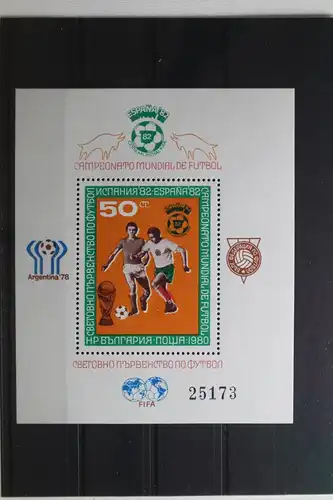 ESPAÑA 82
CAMPEONATO MUNDIAL DE FUTBOL
ИСПАНИЯ'82-ESPAÑA'82
50 СТ
СВЕТОВНО ПЪРВЕНСТВО ПО ФУТБОЛ
CAMPEONATO MUNDIAL DE FUTBOL
НР БЪЛГАРИЯ·ПОЩА·1980
Argentina '78
СВЕТОВНО ПЪРВЕНСТВО ПО ФУТБОЛ
FIFA
25173